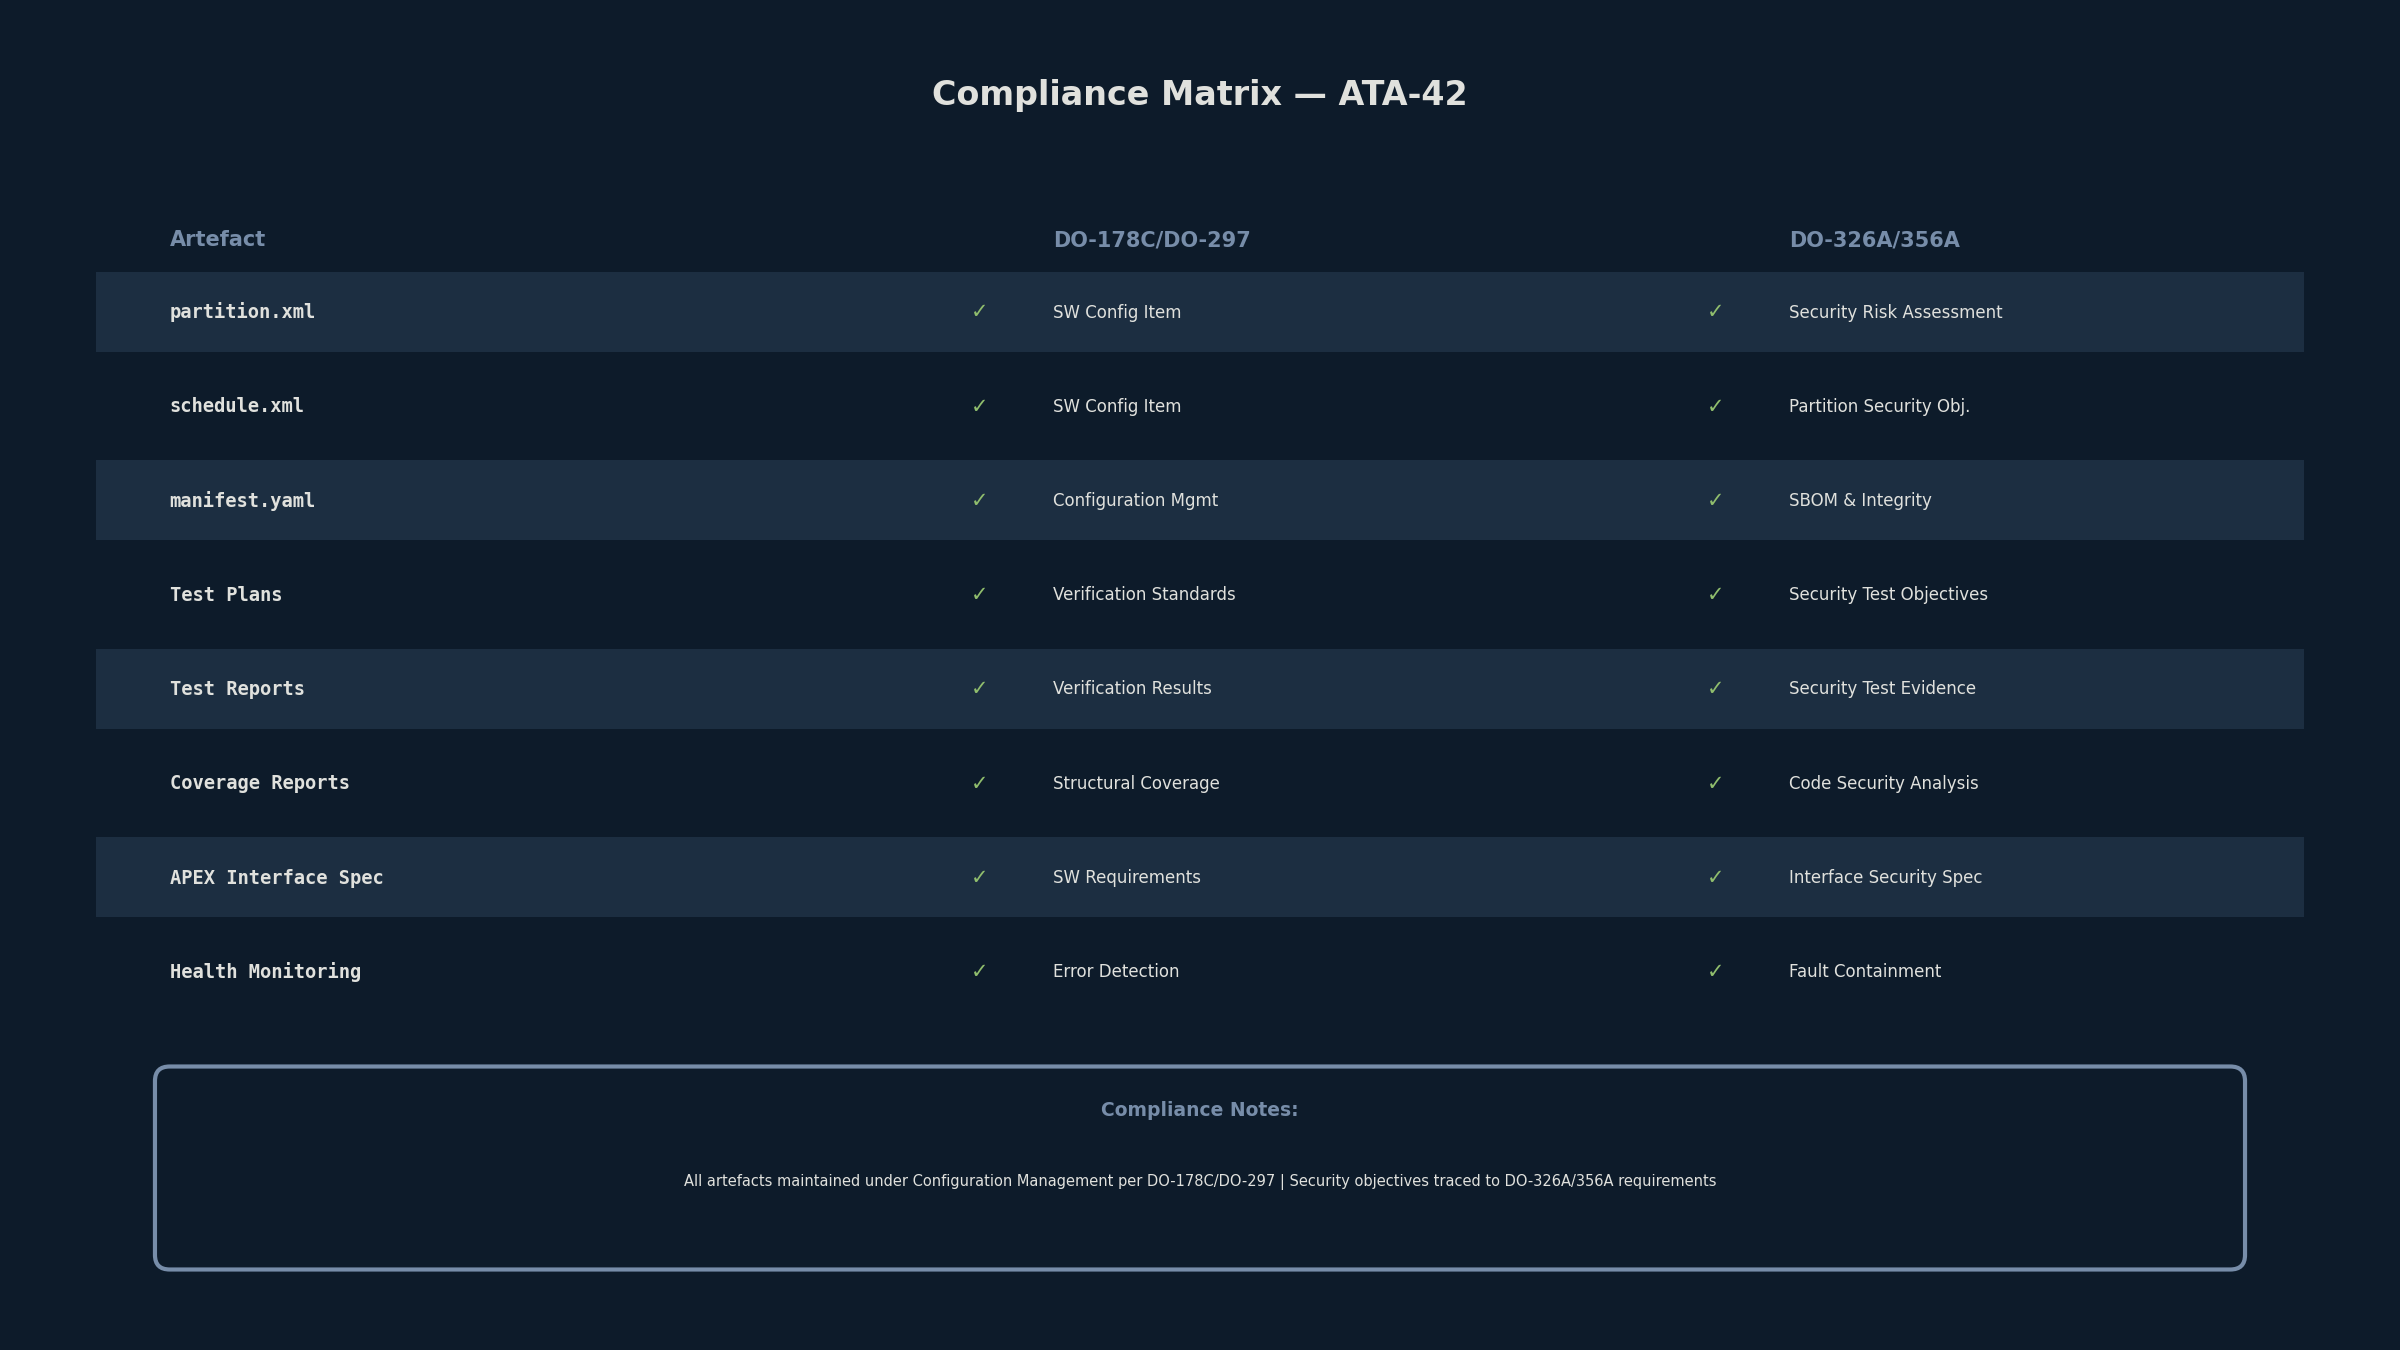 Compliance Matrix — ATA-42
Artefact DO-178C/DO-297 DO-326A/356A
partition.xml ✓ SW Config Item ✓ Security Risk Assessment
schedule.xml ✓ SW Config Item ✓ Partition Security Obj.
manifest.yaml ✓ Configuration Mgmt ✓ SBOM & Integrity
Test Plans ✓ Verification Standards ✓ Security Test Objectives
Test Reports ✓ Verification Results ✓ Security Test Evidence
Coverage Reports ✓ Structural Coverage ✓ Code Security Analysis
APEX Interface Spec ✓ SW Requirements ✓ Interface Security Spec
Health Monitoring ✓ Error Detection ✓ Fault Containment
Compliance Notes:
All artefacts maintained under Configuration Management per DO-178C/DO-297 | Security objectives traced to DO-326A/356A requirements